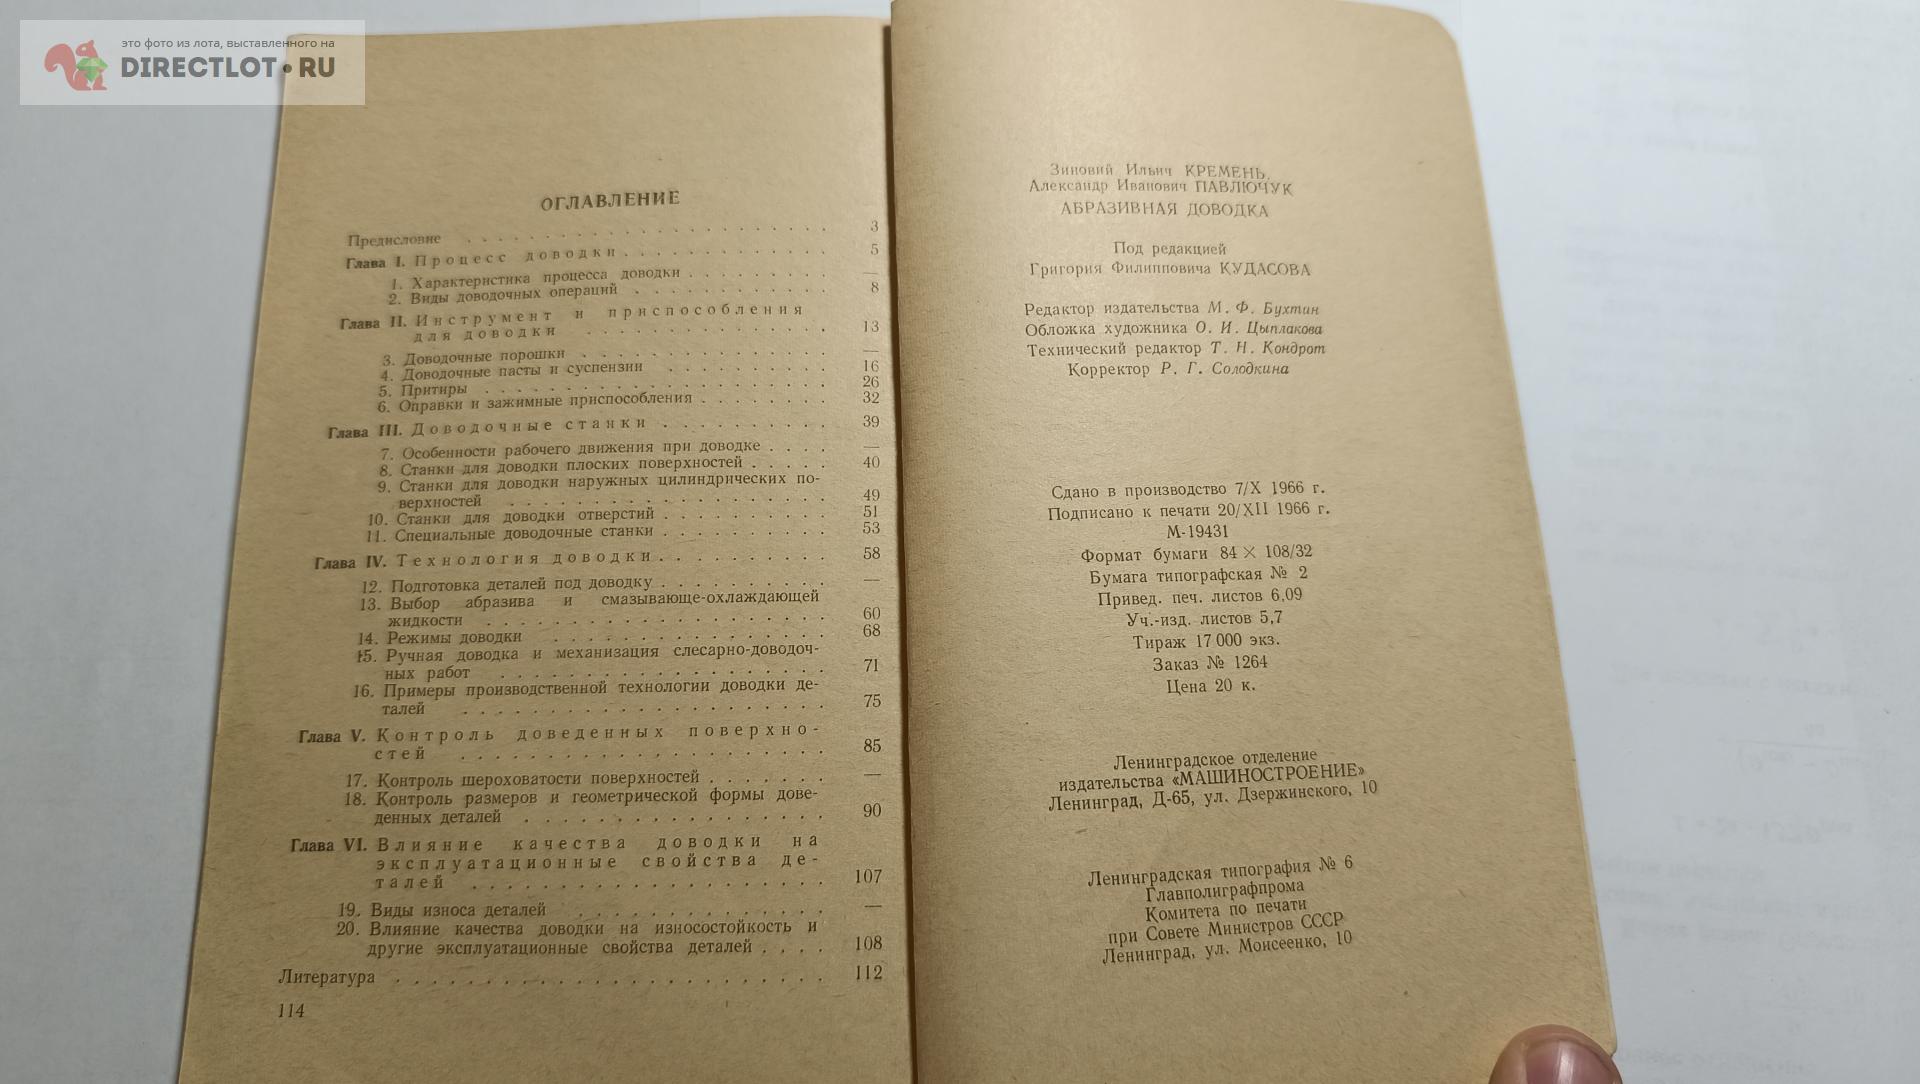 это фото из лота, выставленного на
DIRECTLOT•RU
ОГЛАВЛЕНИЕ
Предисловие . . . . . . . . . . . . . . . . . . . . . . 3
Глава I. Процесс доводки . . . . . . . . . . . . 5
1. Характеристика процесса доводки . . . . . . . . —
2. Виды доводочных операций . . . . . . . . . . . 8
Глава II. Инструмент и приспособления
для доводки . . . . . . . . . . . . . 13
3. Доводочные порошки . . . . . . . . . . . . . —
4. Доводочные пасты и суспензии . . . . . . . . . 16
5. Притиры . . . . . . . . . . . . . . . . . . 26
6. Оправки и зажимные приспособления . . . . . . . . 32
Глава III. Доводочные станки . . . . . . . . . . 39
7. Особенности рабочего движения при доводке . . . . —
8. Станки для доводки плоских поверхностей . . . . . 40
9. Станки для доводки наружных цилиндрических по-
верхностей . . . . . . . . . . . . . . . . . 49
10. Станки для доводки отверстий . . . . . . . . . 51
11. Специальные доводочные станки . . . . . . . . . 53
Глава IV. Технология доводки . . . . . . . . . . 58
12. Подготовка деталей под доводку . . . . . . . . . —
13. Выбор абразива и смазывающе-охлаждающей
жидкости . . . . . . . . . . . . . . . . . . 60
14. Режимы доводки . . . . . . . . . . . . . . . 68
15. Ручная доводка и механизация слесарно-доводоч-
ных работ . . . . . . . . . . . . . . . . . 71
16. Примеры производственной технологии доводки де-
талей . . . . . . . . . . . . . . . . . . . 75
Глава V. Контроль доведенных поверхно-
стей . . . . . . . . . . . . . . . . . . . 85
17. Контроль шероховатости поверхностей . . . . . . . —
18. Контроль размеров и геометрической формы дове-
денных деталей . . . . . . . . . . . . . . . . 90
Глава VI. Влияние качества доводки на
эксплуатационные свойства де-
талей . . . . . . . . . . . . . . . . . . . 107
19. Виды износа деталей . . . . . . . . . . . . . —
20. Влияние качества доводки на износостойкость и
другие эксплуатационные свойства деталей . . . . 108
Литература . . . . . . . . . . . . . . . . . . . . . . . . 112
114
Зиновий Ильич КРЕМЕНЬ,
Александр Иванович ПАВЛЮЧУК
АБРАЗИВНАЯ ДОВОДКА
Под редакцией
Григория Филипповича КУДАСОВА
Редактор издательства М. Ф. Бухтин
Обложка художника О. И. Цыплакова
Технический редактор Т. Н. Кондрот
Корректор Р. Г. Солодкина
Сдано в производство 7/X 1966 г.
Подписано к печати 20/XII 1966 г.
М-19431
Формат бумаги 84 × 108/32
Бумага типографская № 2
Привед. печ. листов 6,09
Уч.-изд. листов 5,7
Тираж 17 000 экз.
Заказ № 1264
Цена 20 к.
Ленинградское отделение
издательства «МАШИНОСТРОЕНИЕ»
Ленинград, Д-65, ул. Дзержинского, 10
Ленинградская типография № 6
Главполиграфпрома
Комитета по печати
при Совете Министров СССР
Ленинград, ул. Моисеенко, 10